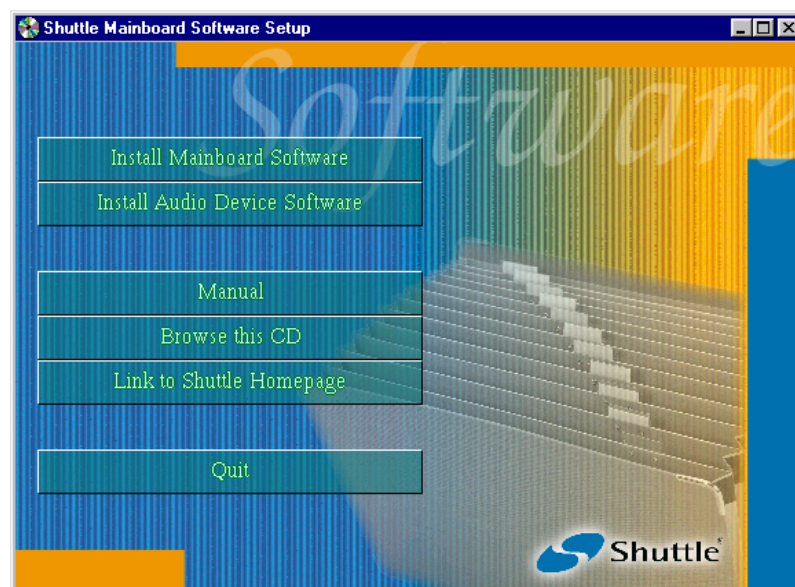 Shuttle Mainboard Software Setup
Software
Install Mainboard Software
Install Audio Device Software
Manual
Browse this CD
Link to Shuttle Homepage
Quit
Shuttle®